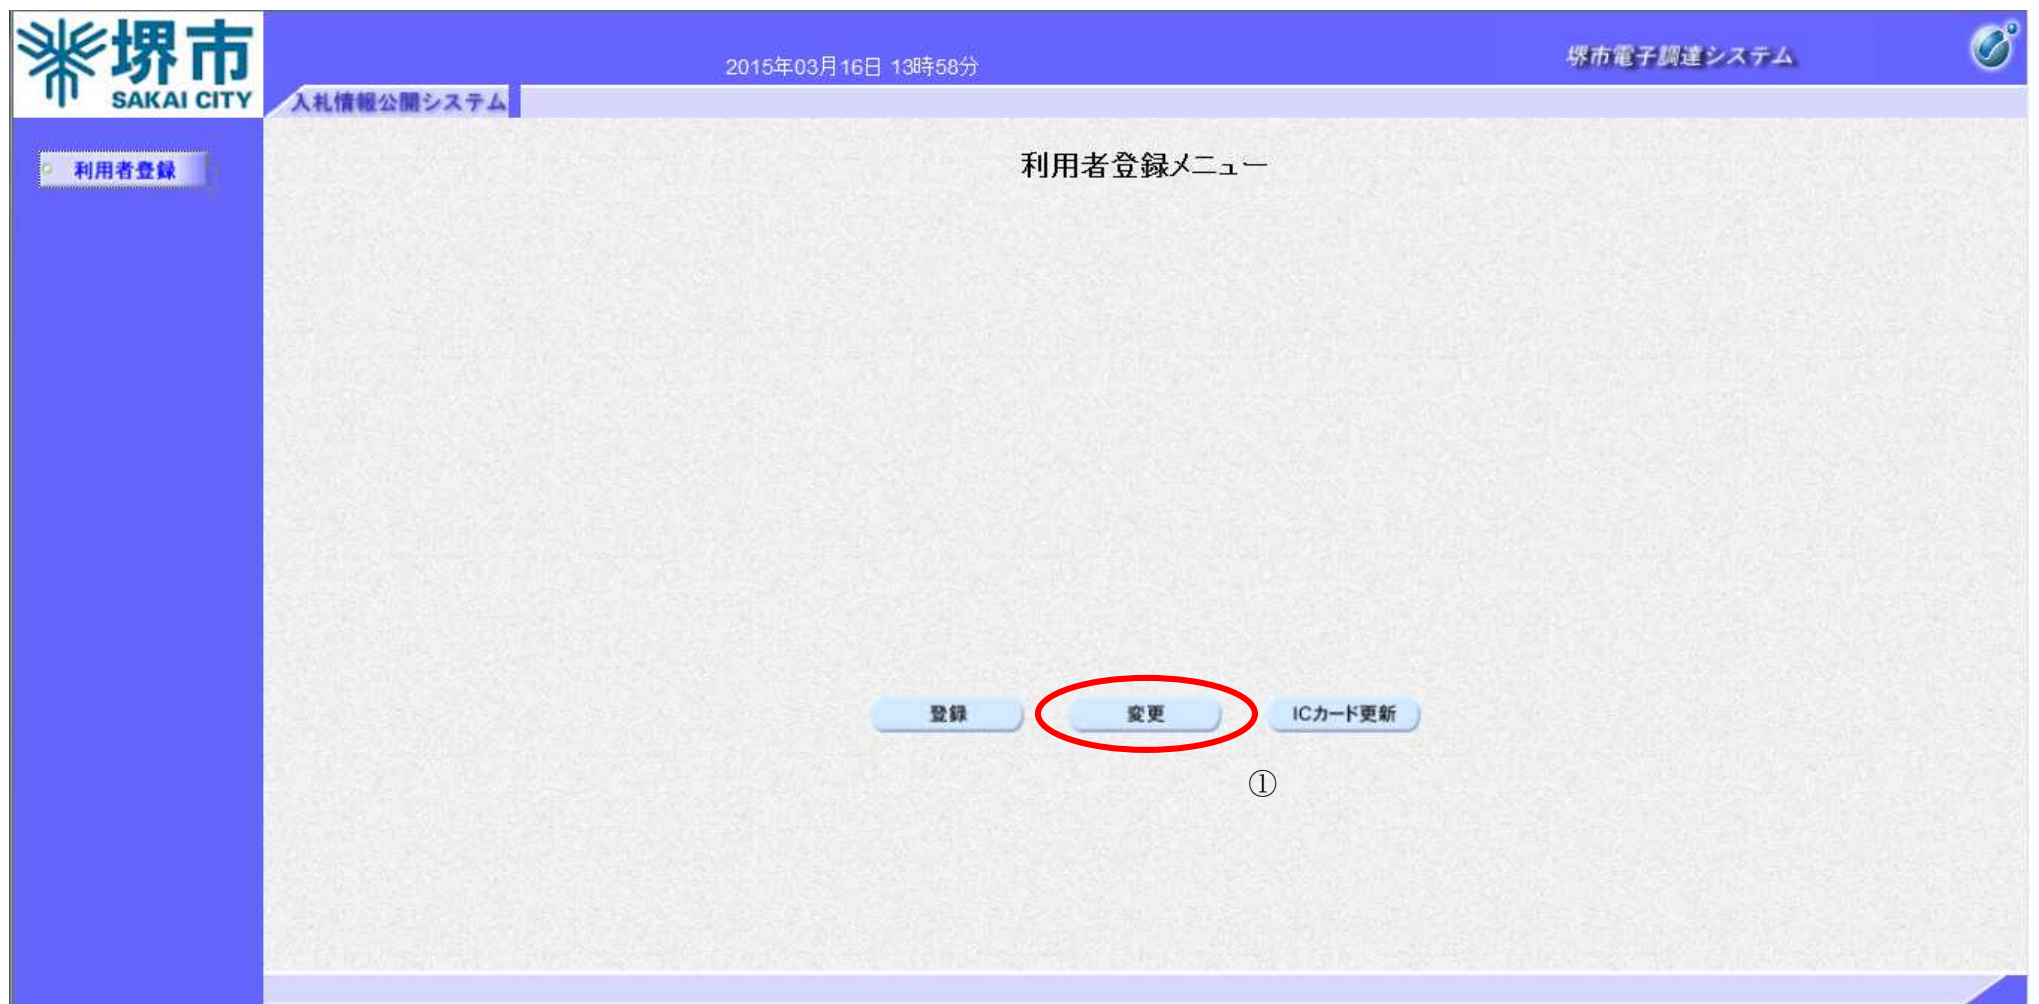 堺市
SAKAI CITY
2015年03月16日 13時58分
堺市電子調達システム
入札情報公開システム
利用者登録
利用者登録メニュー
登録
変更
ICカード更新
①